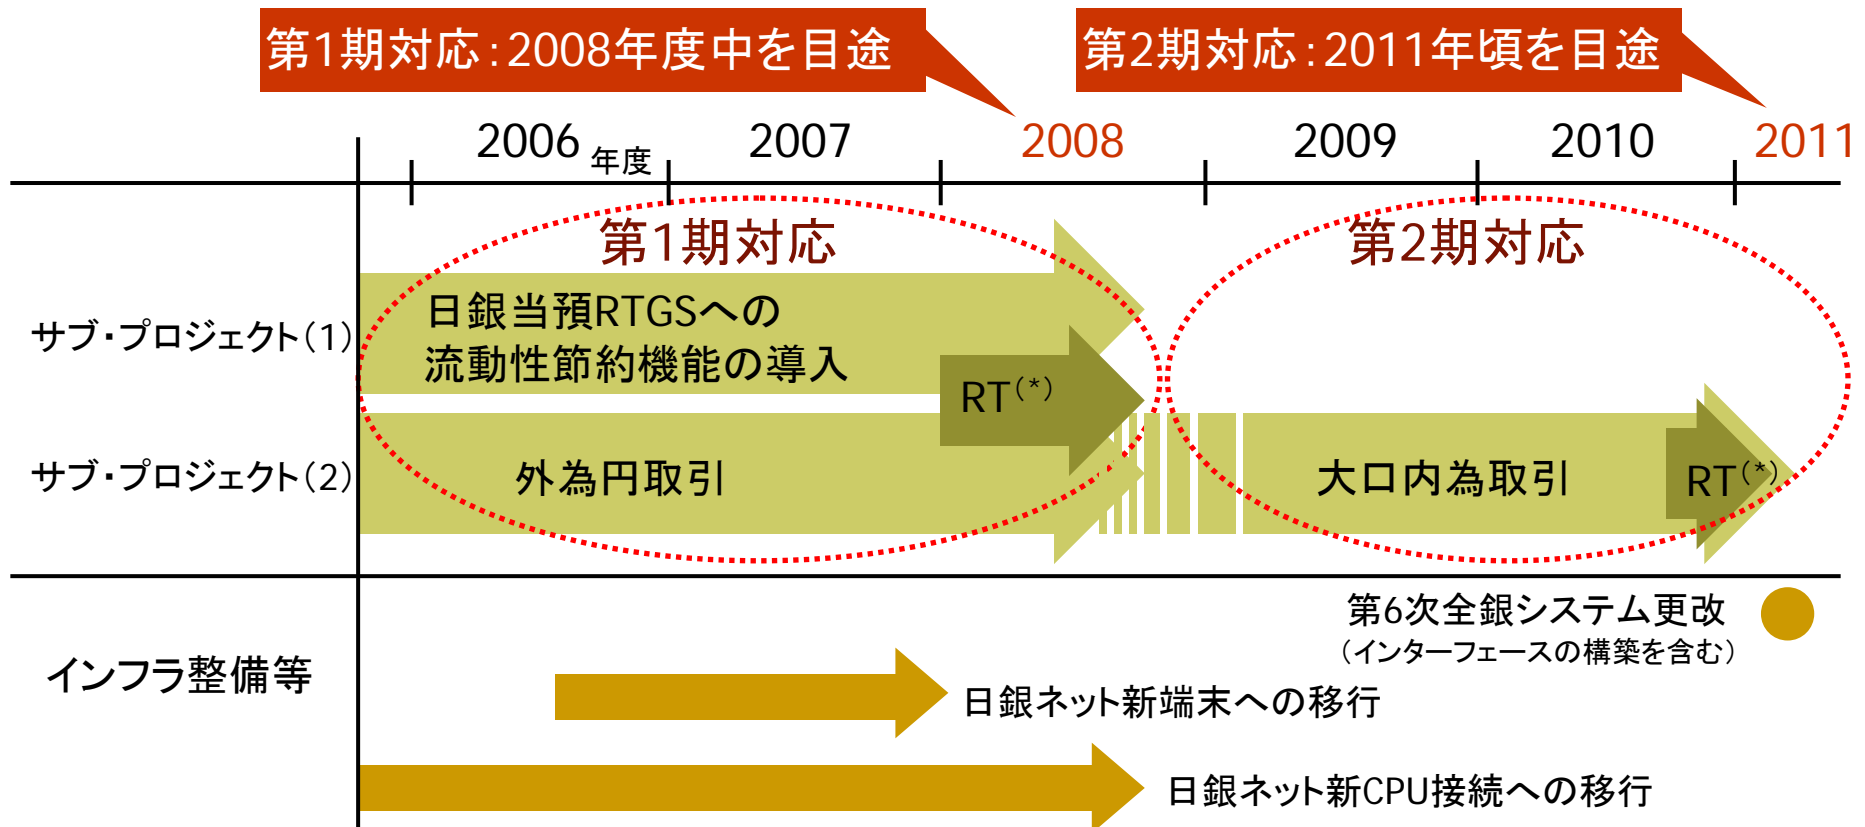 第1期対応：2008年度中を目途
第2期対応：2011年頃を目途
2006 年度 2007 2008 2009 2010 2011
第1期対応
第2期対応
サブ・プロジェクト（1）
日銀当預RTGSへの
流動性節約機能の導入
RT（*）
サブ・プロジェクト（2）
外為円取引
大口内為取引
RT（*）
インフラ整備等
第6次全銀システム更改
（インターフェースの構築を含む）
日銀ネット新端末への移行
日銀ネット新CPU接続への移行